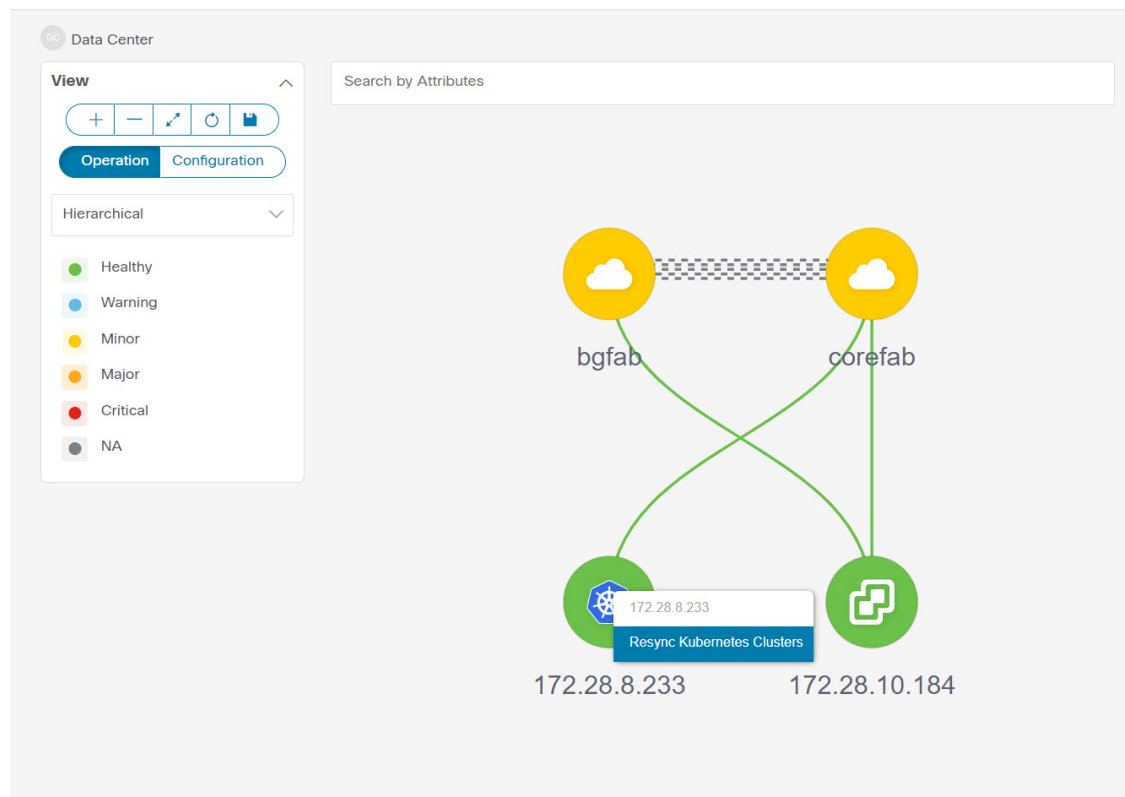 DC Data Center
View
Search by Attributes
Operation Configuration
Hierarchical
Healthy
Warning
Minor
Major
Critical
NA
bgfab
corefab
172.28.8.233
Resync Kubernetes Clusters
172.28.8.233
172.28.10.184